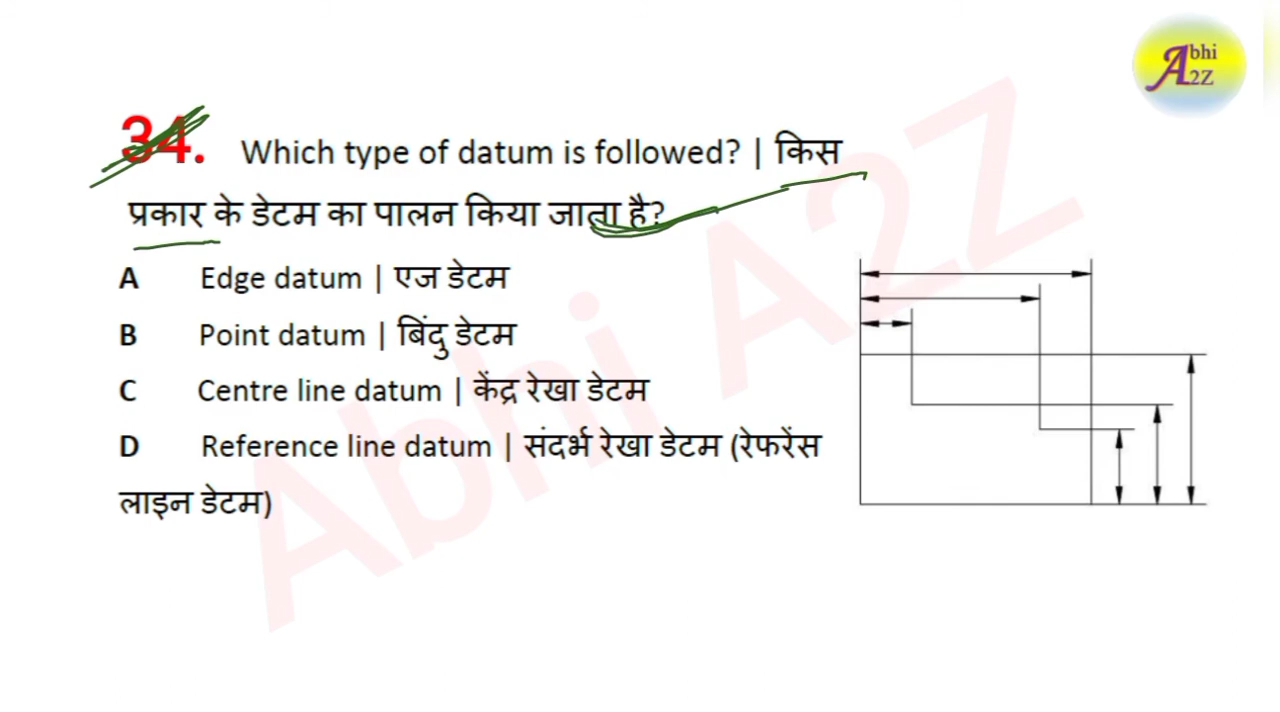 Abhi
A2Z
34. Which type of datum is followed? | किस
प्रकार के डेटम का पालन किया जाता है?
A Edge datum | एज डेटम
B Point datum | बिंदु डेटम
C Centre line datum | केंद्र रेखा डेटम
D Reference line datum | संदर्भ रेखा डेटम (रेफरेंस
लाइन डेटम)
Abhi A2Z